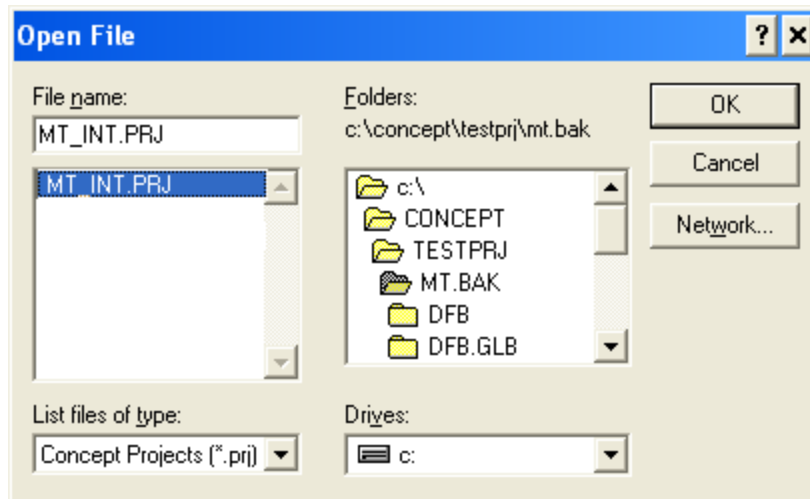 Open File
File name:
MT_INT.PRJ
MT_INT.PRJ
List files of type:
Concept Projects (*.prj)
Folders:
c:\concept\testprj\mt.bak
c:\
CONCEPT
TESTPRJ
MT.BAK
DFB
DFB.GLB
Drives:
c:
OK
Cancel
Network...